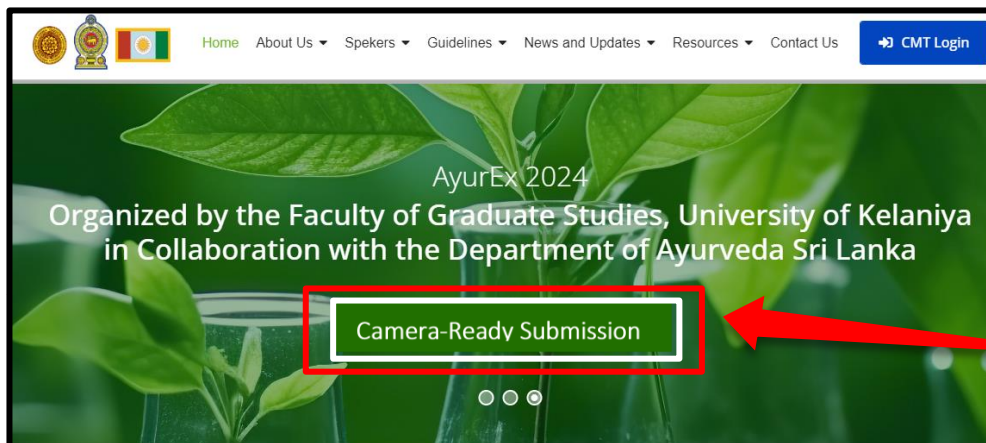 Home About Us Spekers Guidelines News and Updates Resources Contact Us CMT Login
AyurEx 2024
Organized by the Faculty of Graduate Studies, University of Kelaniya
in Collaboration with the Department of Ayurveda Sri Lanka
Camera-Ready Submission